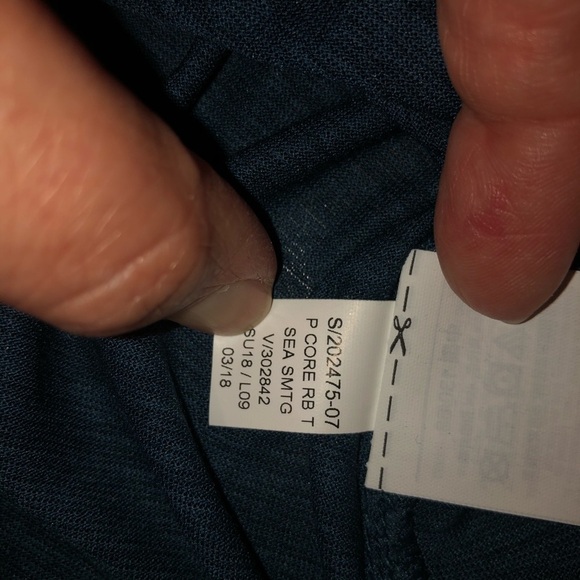 S/202475-07
P CORE RB T
SEA SMTG
V/302842
SU18 / L09
03/18